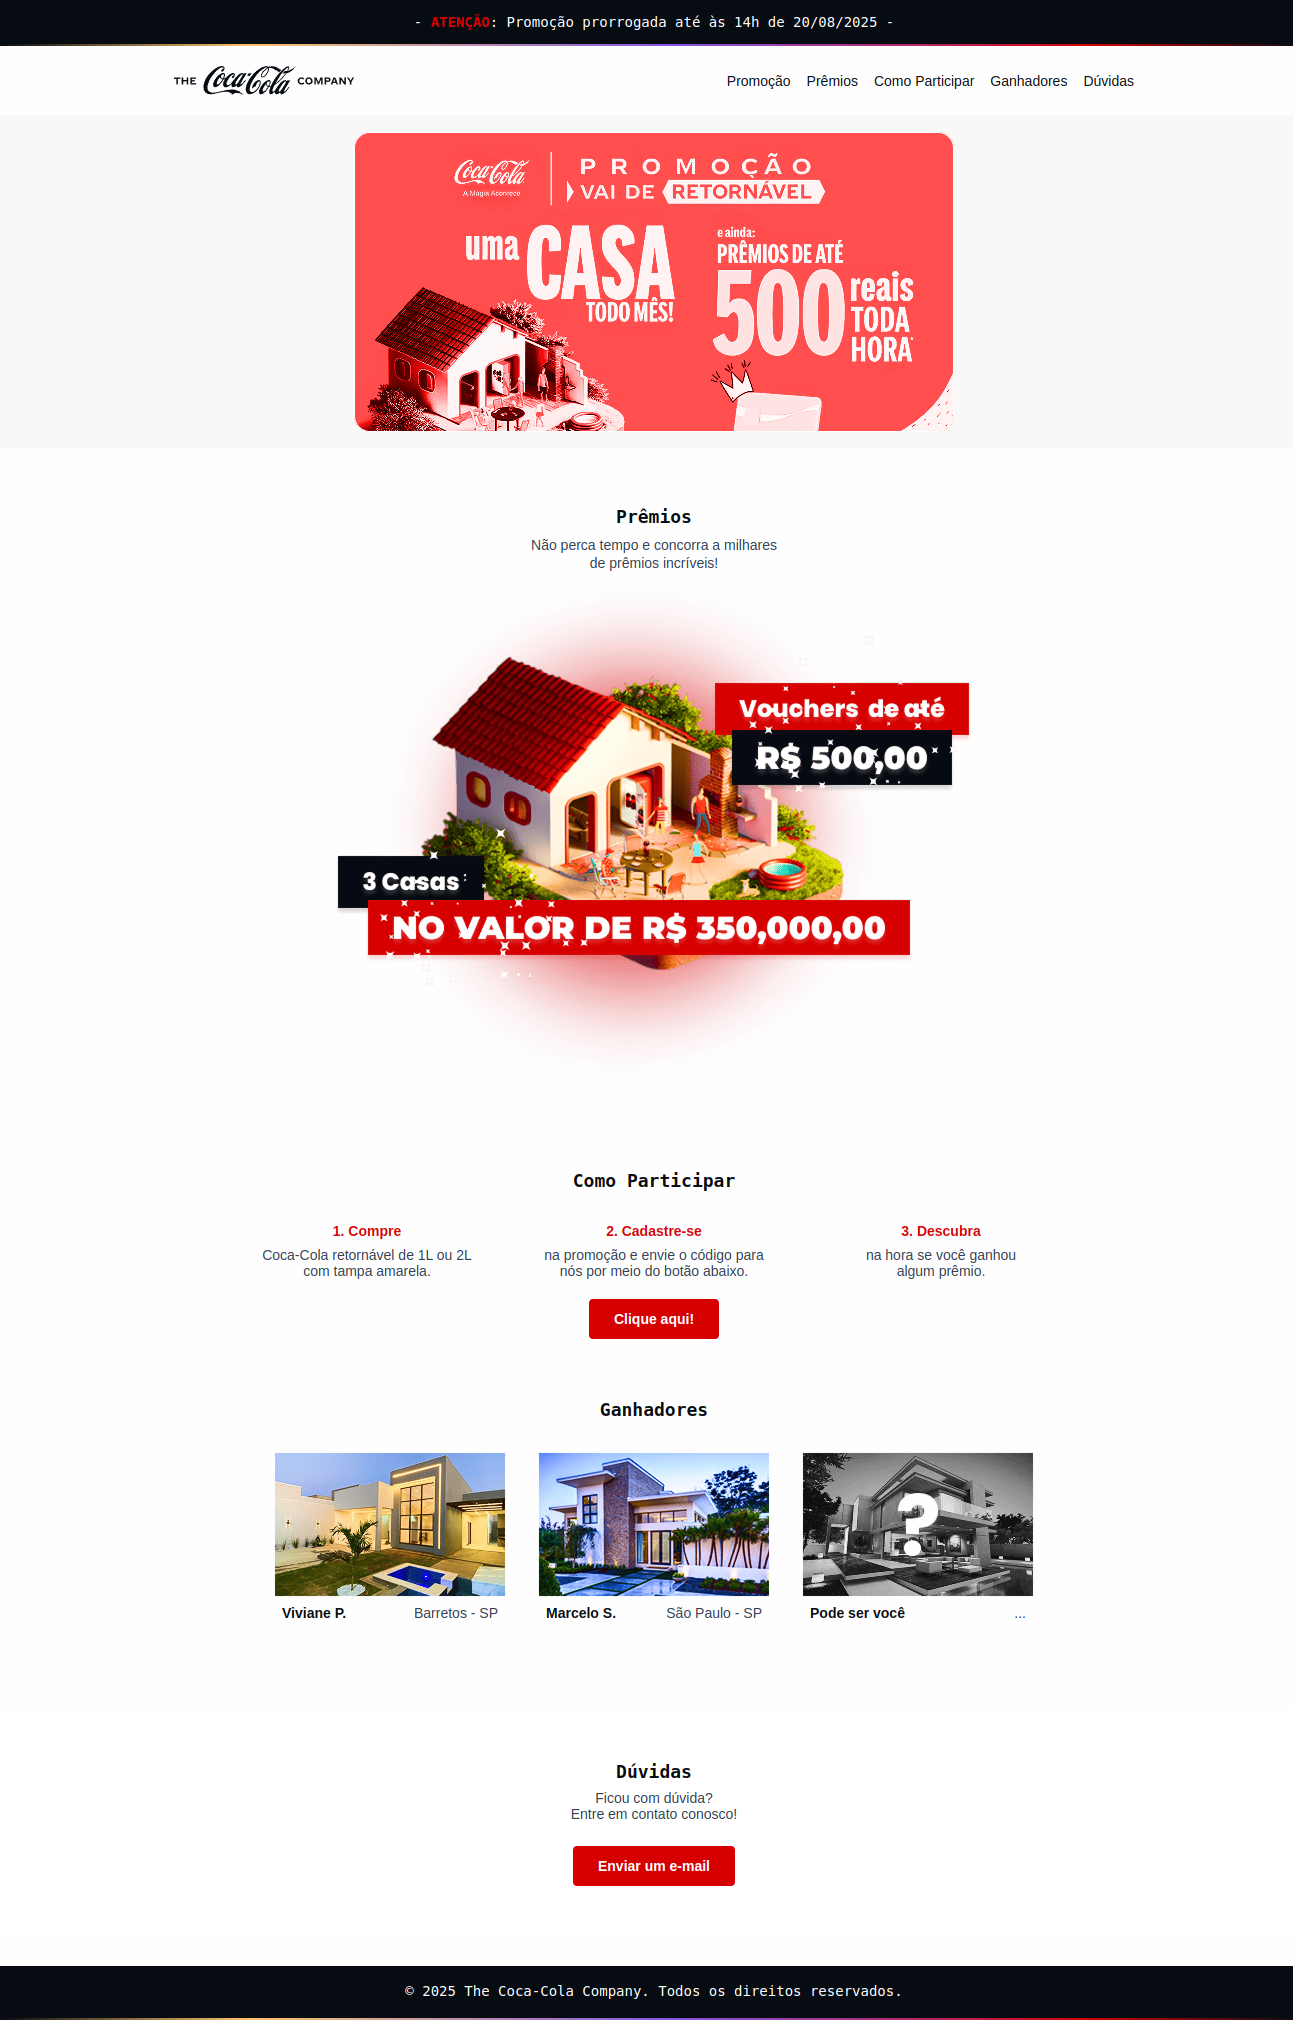 - ATENÇÃO: Promoção prorrogada até às 14h de 20/08/2025 -
THE Coca-Cola COMPANY
Promoção Prêmios Como Participar Ganhadores Dúvidas
Coca-Cola
A Magia Acontece
PROMOÇÃO
VAI DE RETORNÁVEL
uma CASA
TODO MÊS!
e ainda:
PRÊMIOS DE ATÉ
500 reais
TODA
HORA*
Prêmios
Não perca tempo e concorra a milhares
de prêmios incríveis!
Vouchers de até
R$ 500,00
3 Casas
NO VALOR DE R$ 350,000,00
Como Participar
1. Compre
Coca-Cola retornável de 1L ou 2L
com tampa amarela.
2. Cadastre-se
na promoção e envie o código para
nós por meio do botão abaixo.
3. Descubra
na hora se você ganhou
algum prêmio.
Clique aqui!
Ganhadores
?
Viviane P. Barretos - SP
Marcelo S. São Paulo - SP
Pode ser você ...
Dúvidas
Ficou com dúvida?
Entre em contato conosco!
Enviar um e-mail
© 2025 The Coca-Cola Company. Todos os direitos reservados.